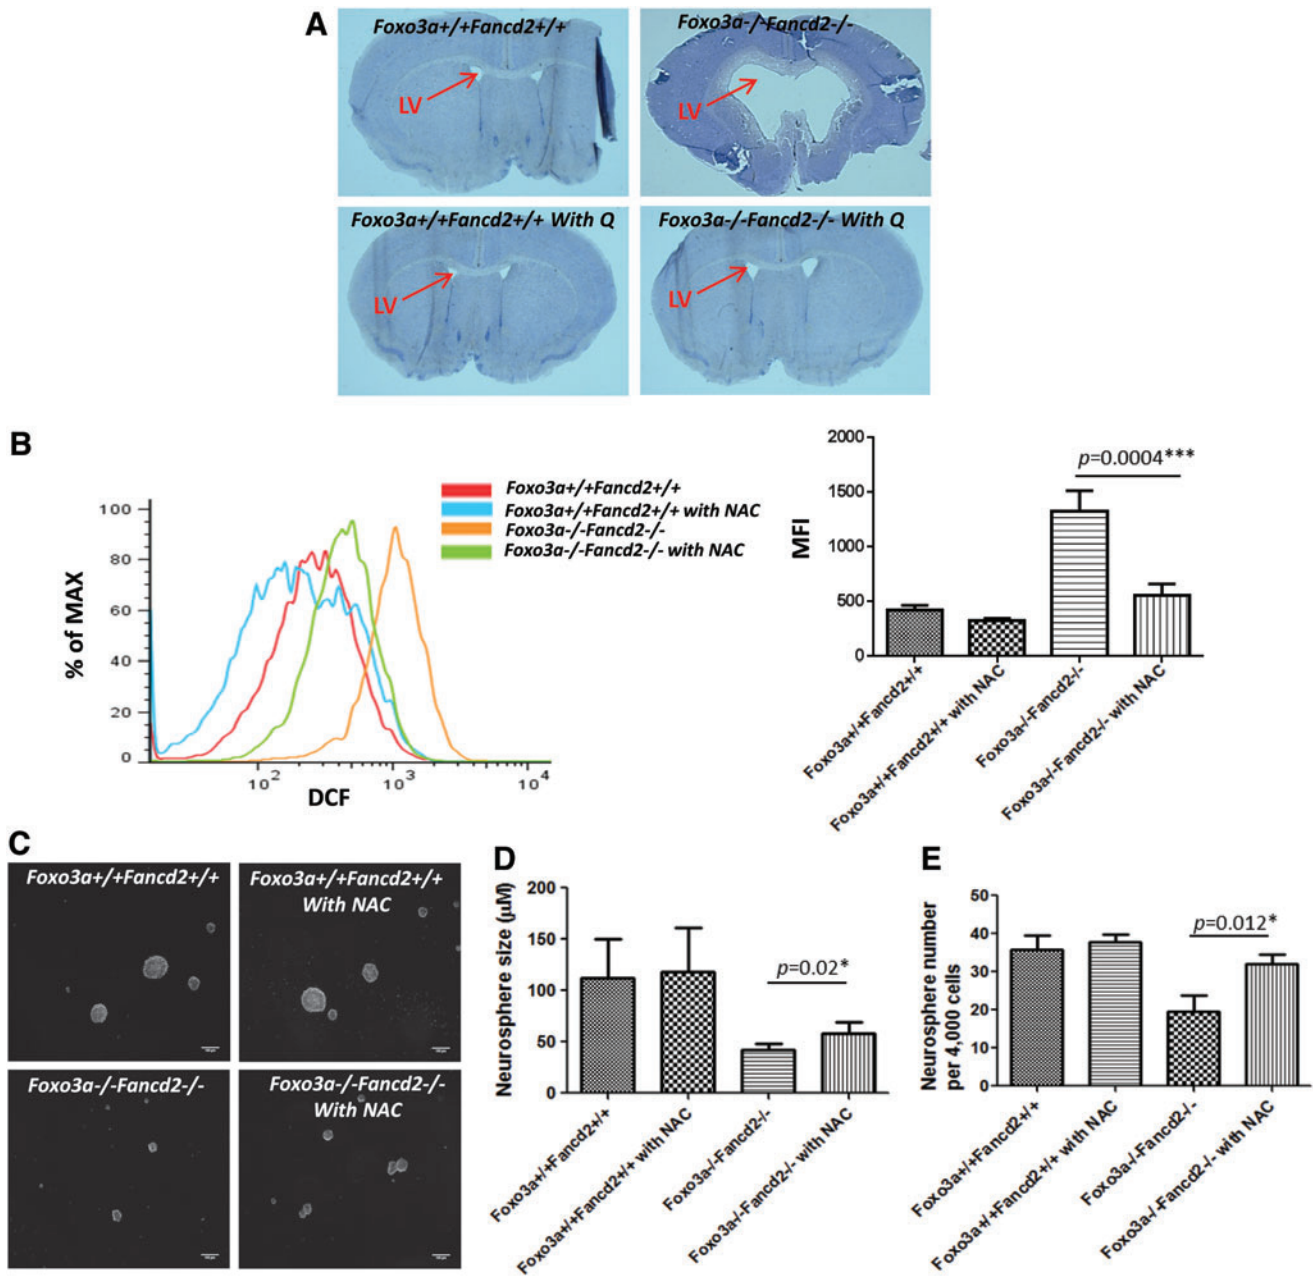 A
Foxo3a+/+Fancd2+/+
LV
Foxo3a-/-Fancd2-/-
LV
Foxo3a+/+Fancd2+/+ With Q
LV
Foxo3a-/-Fancd2-/- With Q
LV
B
% of MAX
100
80
60
40
20
0
10² 10³ 10⁴
DCF
Foxo3a+/+Fancd2+/+
Foxo3a+/+Fancd2+/+ with NAC
Foxo3a-/-Fancd2-/-
Foxo3a-/-Fancd2-/- with NAC
MFI
2000
1500
1000
500
0
p=0.0004***
Foxo3a+/+Fancd2+/+
Foxo3a+/+Fancd2+/+ with NAC
Foxo3a-/-Fancd2-/-
Foxo3a-/-Fancd2-/- with NAC
C
Foxo3a+/+Fancd2+/+
Foxo3a+/+Fancd2+/+
With NAC
Foxo3a-/-Fancd2-/-
Foxo3a-/-Fancd2-/-
With NAC
D
Neurosphere size (µM)
200
150
100
50
0
p=0.02*
Foxo3a+/+Fancd2+/+
Foxo3a+/+Fancd2+/+ with NAC
Foxo3a-/-Fancd2-/-
Foxo3a-/-Fancd2-/- with NAC
E
Neurosphere number
per 4,000 cells
50
40
30
20
10
0
p=0.012*
Foxo3a+/+Fancd2+/+
Foxo3a+/+Fancd2+/+ with NAC
Foxo3a-/-Fancd2-/-
Foxo3a-/-Fancd2-/- with NAC